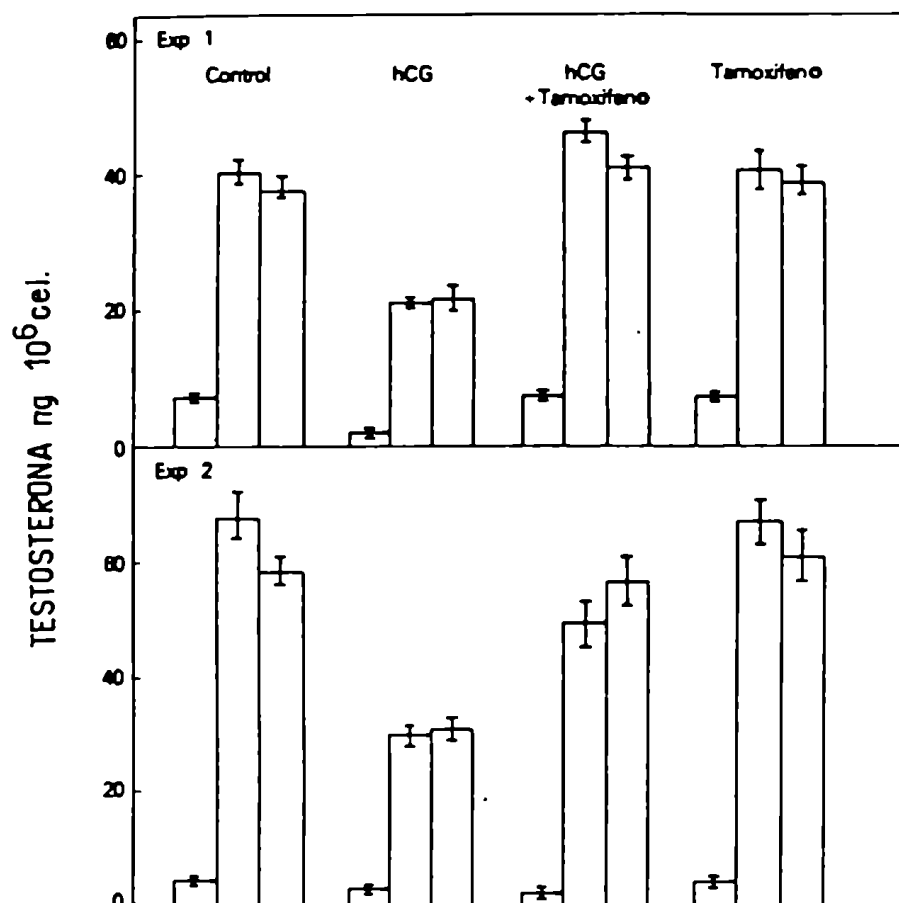 60
Exp 1
Control
hCG
hCG
+Tamoxifeno
Tamoxifeno
40
20
0
TESTOSTERONA ng 10⁶cel.
Exp 2
60
40
20
0